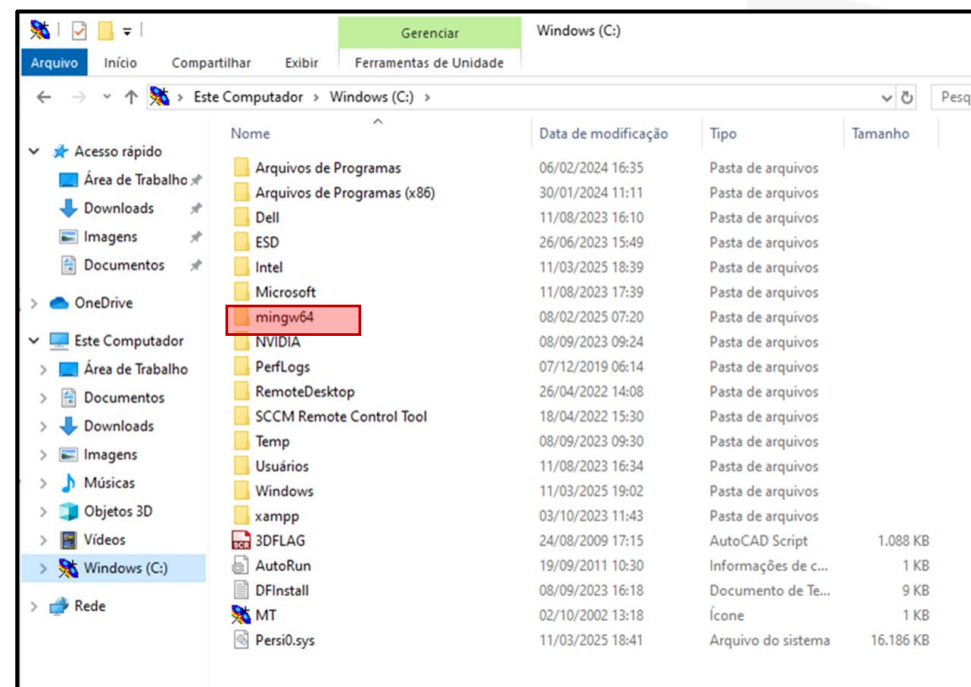 Gerenciar Windows (C:)
Arquivo Início Compartilhar Exibir Ferramentas de Unidade
Este Computador > Windows (C:) > Pesq
Nome Data de modificação Tipo Tamanho
Acesso rápido
Área de Trabalho
Downloads
Imagens
Documentos
OneDrive
Este Computador
Área de Trabalho
Documentos
Downloads
Imagens
Músicas
Objetos 3D
Vídeos
Windows (C:)
Rede
Arquivos de Programas 06/02/2024 16:35 Pasta de arquivos
Arquivos de Programas (x86) 30/01/2024 11:11 Pasta de arquivos
Dell 11/08/2023 16:10 Pasta de arquivos
ESD 26/06/2023 15:49 Pasta de arquivos
Intel 11/03/2025 18:39 Pasta de arquivos
Microsoft 11/08/2023 17:39 Pasta de arquivos
mingw64 08/02/2025 07:20 Pasta de arquivos
NVIDIA 08/09/2023 09:24 Pasta de arquivos
PerfLogs 07/12/2019 06:14 Pasta de arquivos
RemoteDesktop 26/04/2022 14:08 Pasta de arquivos
SCCM Remote Control Tool 18/04/2022 15:30 Pasta de arquivos
Temp 08/09/2023 09:30 Pasta de arquivos
Usuários 11/08/2023 16:34 Pasta de arquivos
Windows 11/03/2025 19:02 Pasta de arquivos
xampp 03/10/2023 11:43 Pasta de arquivos
3DFLAG 24/08/2009 17:15 AutoCAD Script 1.088 KB
AutoRun 19/09/2011 10:30 Informações de c... 1 KB
DFInstall 08/09/2023 16:18 Documento de Te... 9 KB
MT 02/10/2002 13:18 Ícone 1 KB
Persi0.sys 11/03/2025 18:41 Arquivo do sistema 16.186 KB